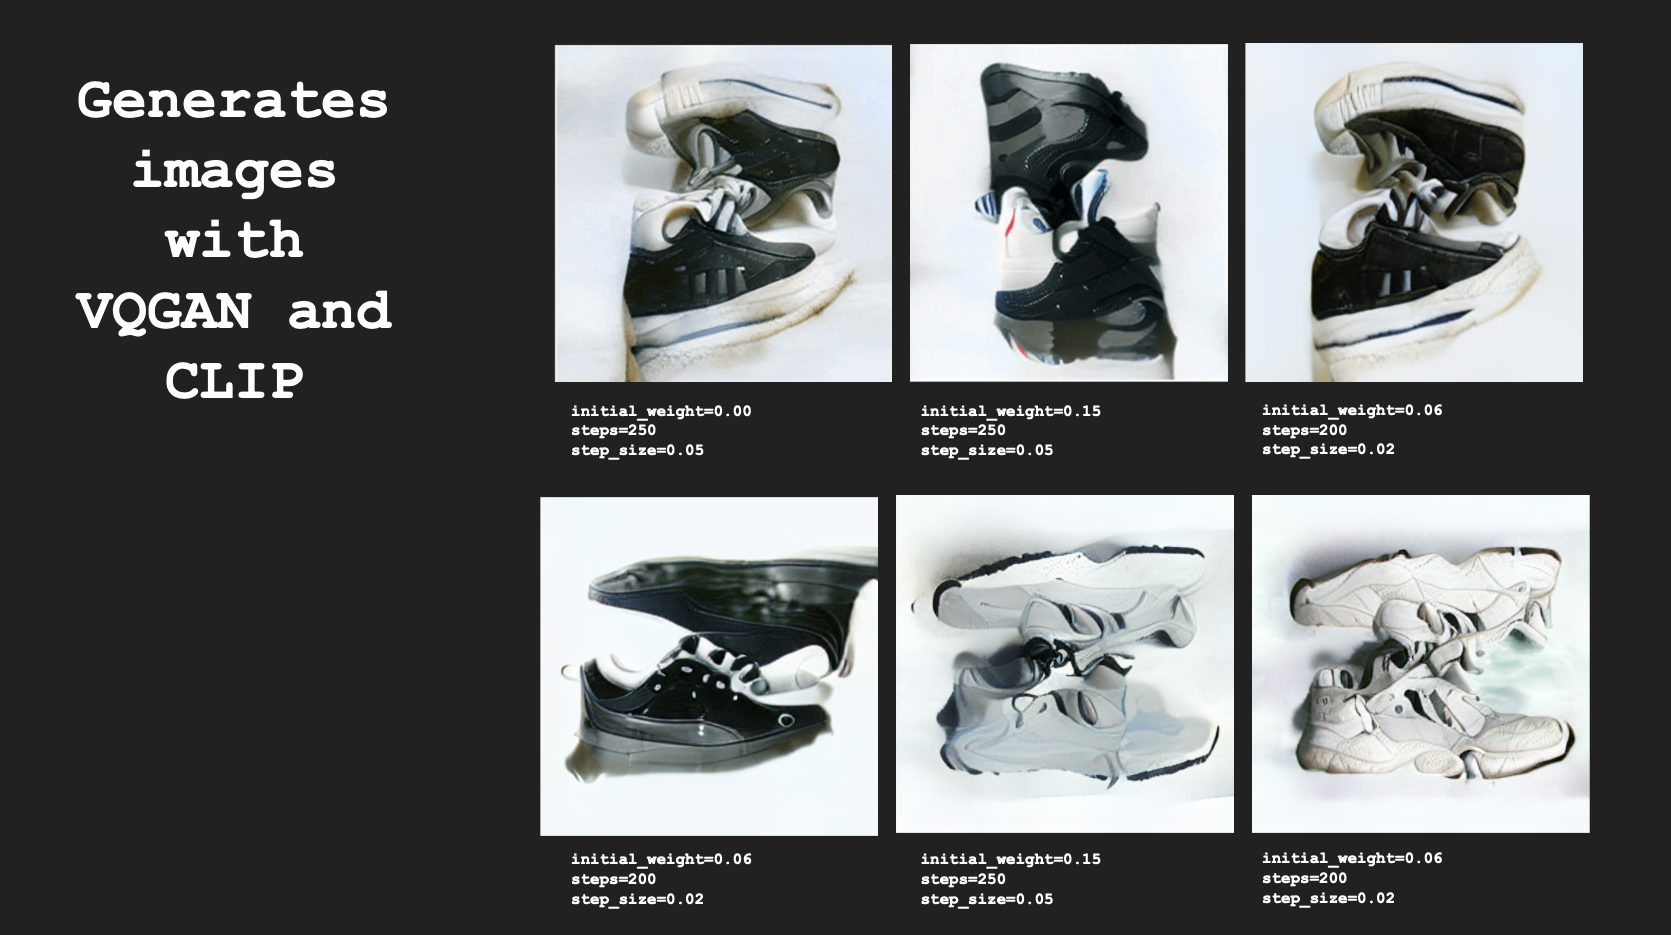 Generates
images
with
VQGAN and
CLIP
initial_weight=0.00
steps=250
step_size=0.05
initial_weight=0.15
steps=250
step_size=0.05
initial_weight=0.06
steps=200
step_size=0.02
initial_weight=0.06
steps=200
step_size=0.02
initial_weight=0.15
steps=250
step_size=0.05
initial_weight=0.06
steps=200
step_size=0.02